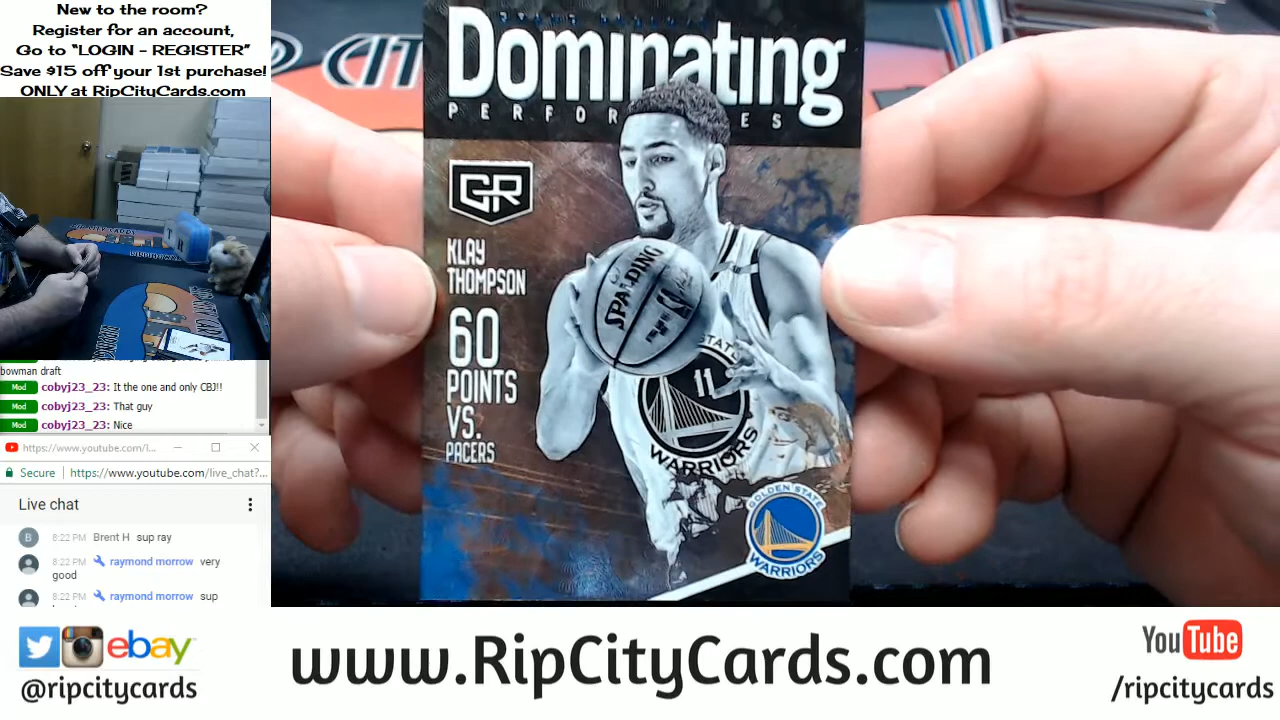 New to the room?
Register for an account,
Go to “LOGIN - REGISTER”
Save $15 off your 1st purchase!
ONLY at RipCityCards.com
bowman draft
Mod cobyj23_23: It the one and only CBJ!!
Mod cobyj23_23: That guy
Mod cobyj23_23: Nice
https://www.youtube.com/l...
Secure https://www.youtube.com/live_chat?...
Live chat
B 8:22 PM Brent H sup ray
8:22 PM raymond morrow very
good
8:22 PM raymond morrow sup
@ripcitycards
ebay
www.RipCityCards.com
YouTube
/ripcitycards
Dominating
GR
KLAY
THOMPSON
60
POINTS
VS.
PACERS
SPALDING
11
WARRIORS
GOLDEN STATE
WARRIORS